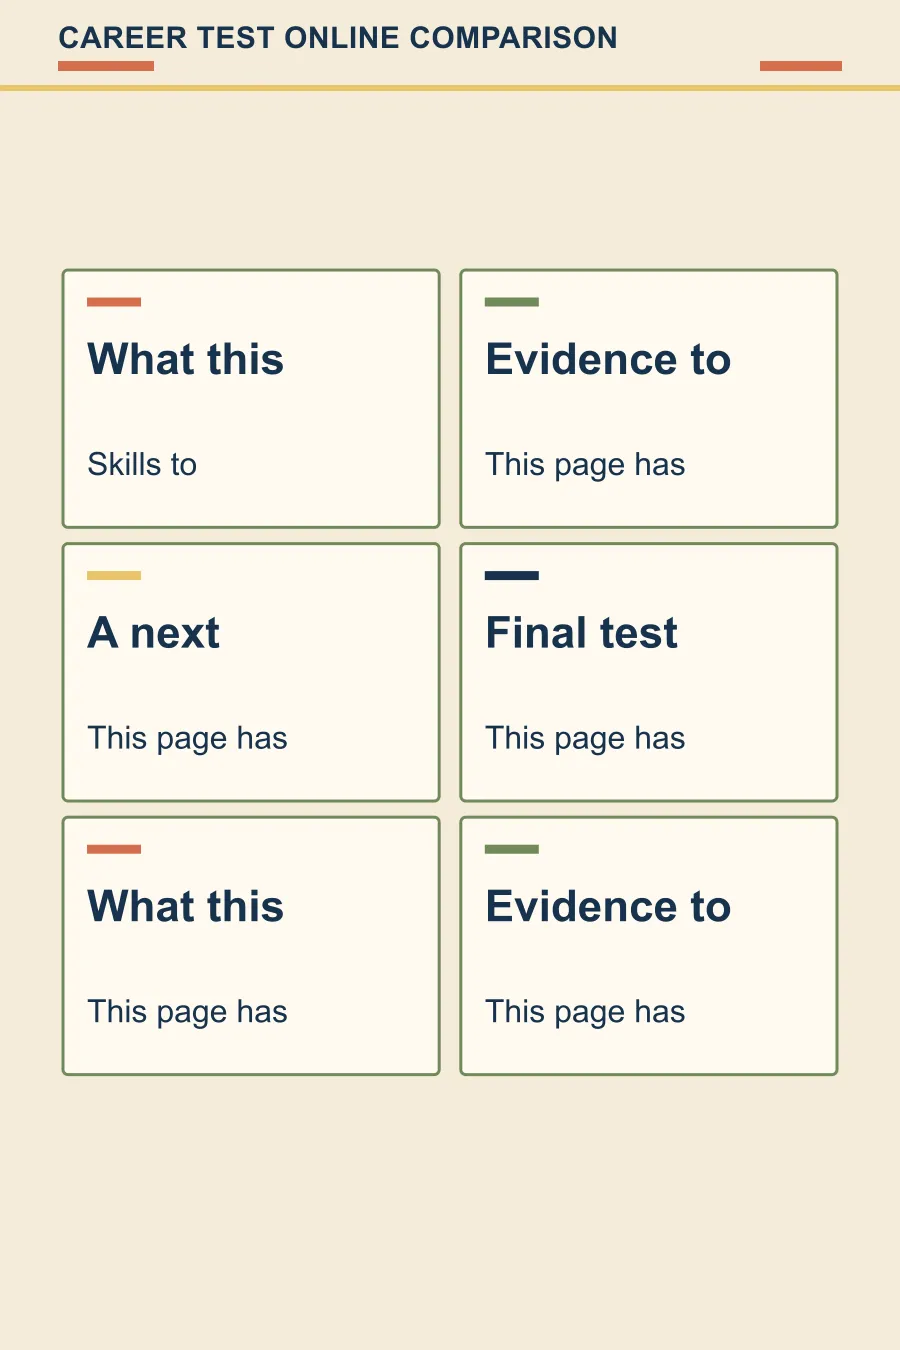 CAREER TEST ONLINE COMPARISON
What this
Skills to
Evidence to
This page has
A next
This page has
Final test
This page has
What this
This page has
Evidence to
This page has